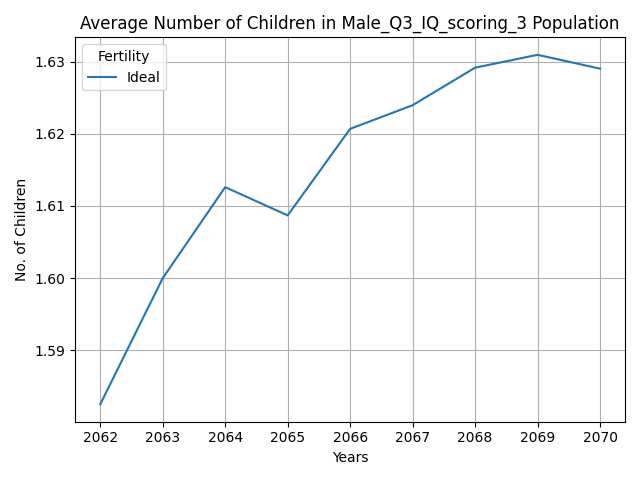 Average Number of Children in Male_Q3_IQ_scoring_3 Population
Fertility
Ideal
No. of Children
1.63
1.62
1.61
1.60
1.59
2062 2063 2064 2065 2066 2067 2068 2069 2070
Years